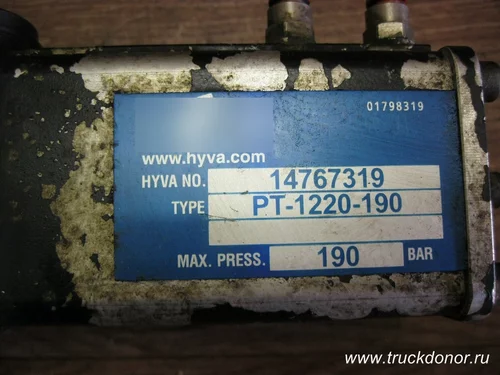 01798319
www.hyva.com
HYVA NO. 14767319
TYPE PT-1220-190
MAX. PRESS. 190 BAR
www.truckdonor.ru